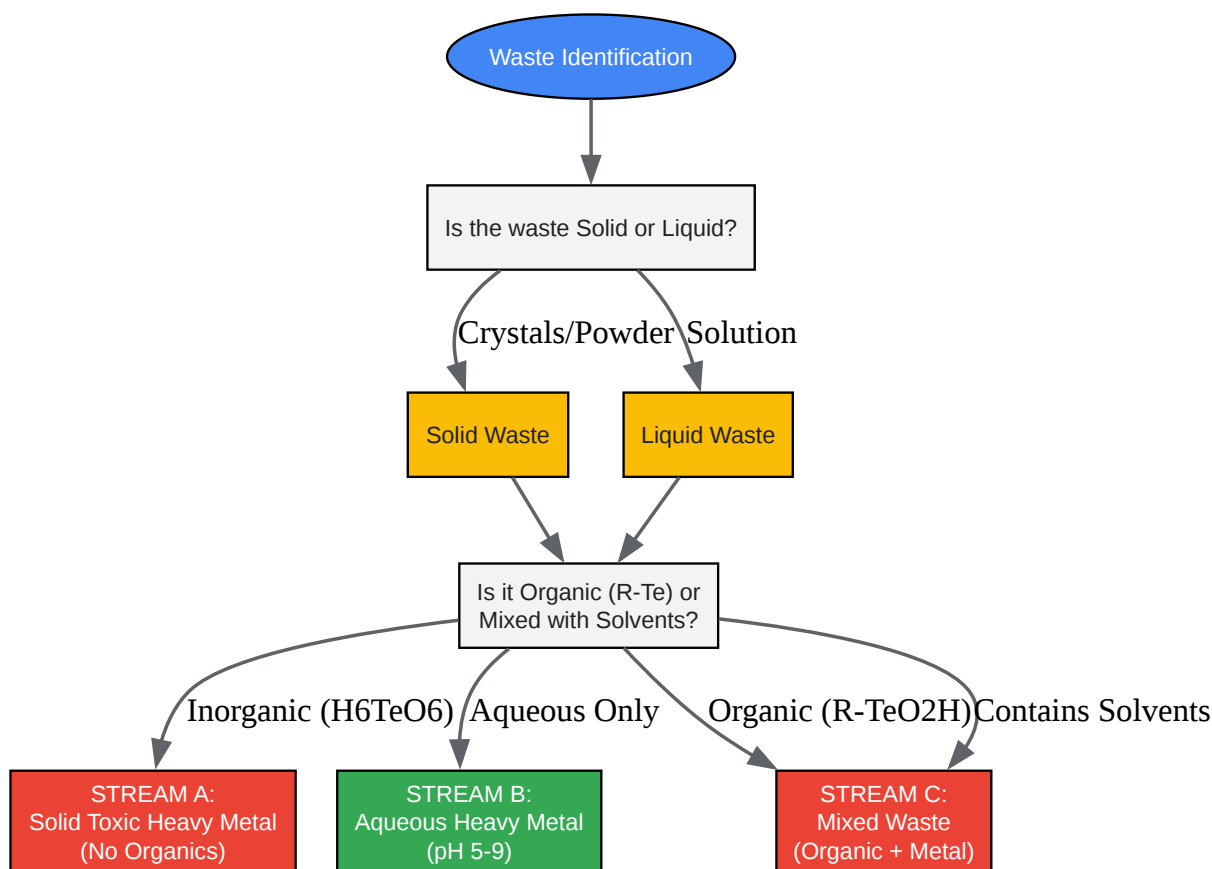 Waste Identification
Is the waste Solid or Liquid?
Crystals/Powder
Solution
Solid Waste
Liquid Waste
Is it Organic (R-Te) or
Mixed with Solvents?
Inorganic (H6TeO6)
Aqueous Only
Organic (R-TeO2H)
Contains Solvents
STREAM A:
Solid Toxic Heavy Metal
(No Organics)
STREAM B:
Aqueous Heavy Metal
(pH 5-9)
STREAM C:
Mixed Waste
(Organic + Metal)